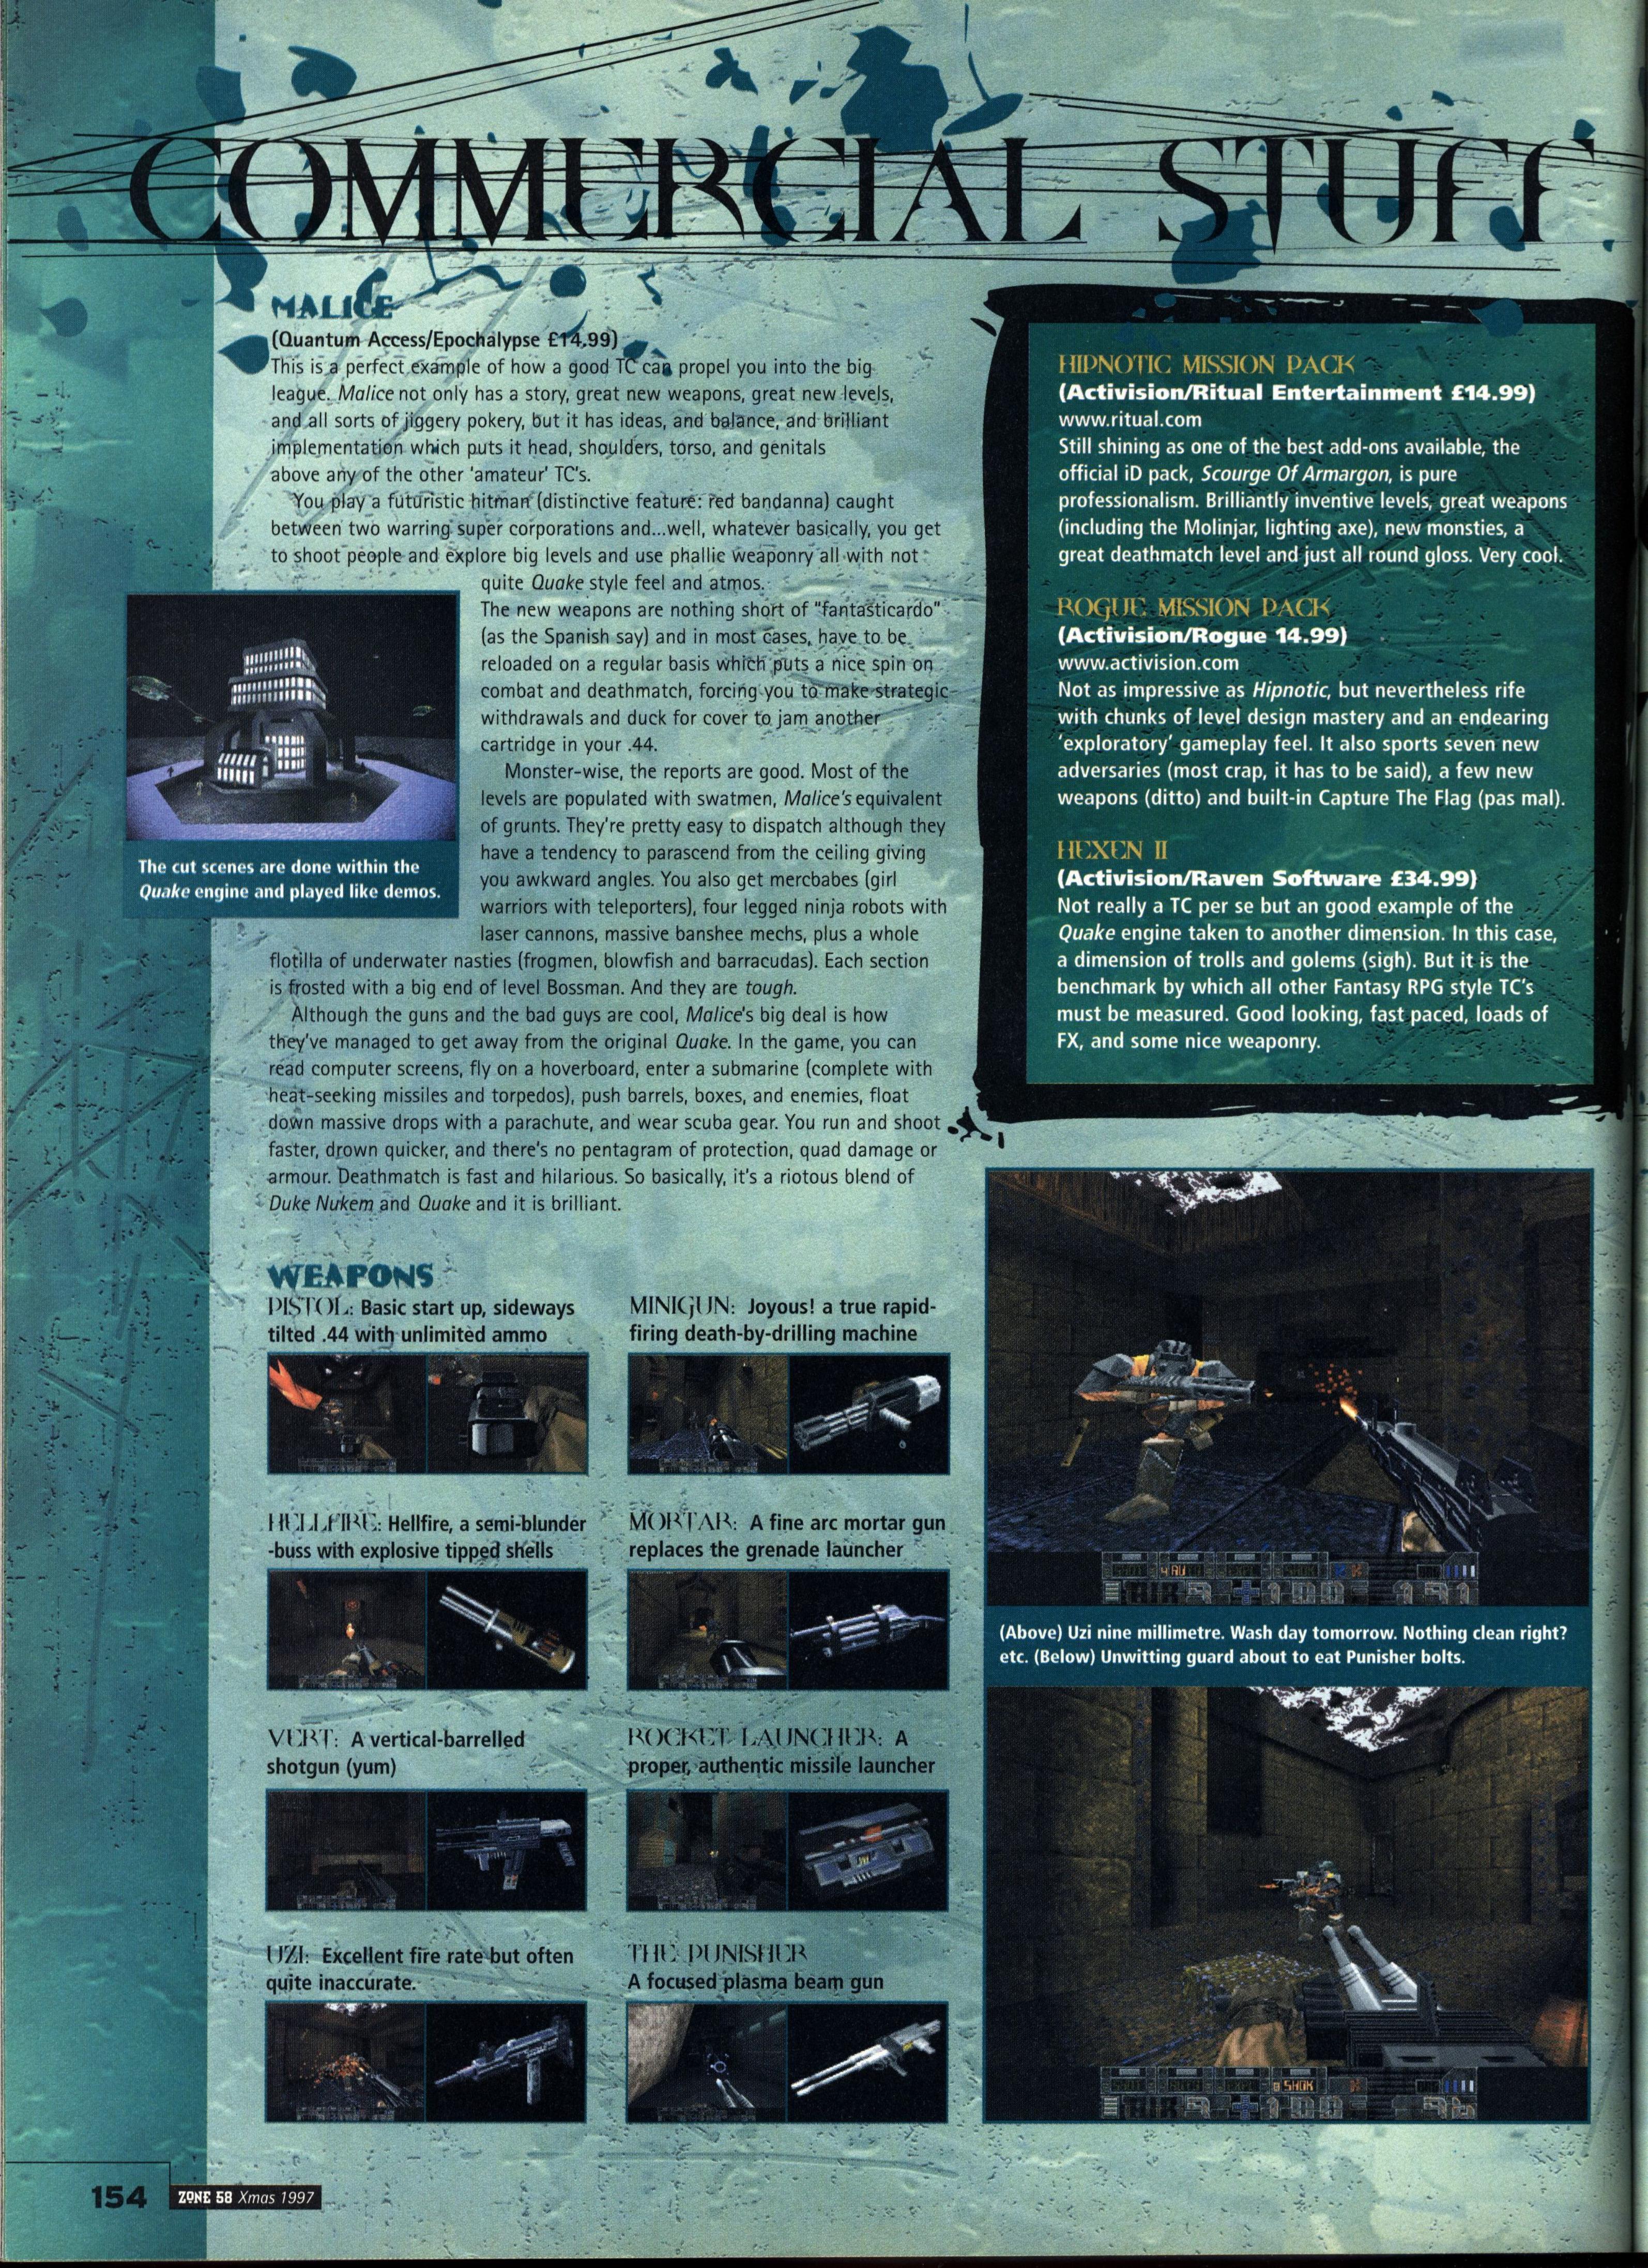 COMMERCIAL STUFF
MALICE
(Quantum Access/Epochalypse £14.99)
This is a perfect example of how a good TC can propel you into the big
league. Malice not only has a story, great new weapons, great new levels,
and all sorts of jiggery pokery, but it has ideas, and balance, and brilliant
implementation which puts it head, shoulders, torso, and genitals
above any of the other 'amateur' TC's.
You play a futuristic hitman (distinctive feature: red bandanna) caught
between two warring super corporations and...well, whatever basically, you get
to shoot people and explore big levels and use phallic weaponry all with not
quite Quake style feel and atmos.
The new weapons are nothing short of "fantasticardo"
(as the Spanish say) and in most cases, have to be
reloaded on a regular basis which puts a nice spin on
combat and deathmatch, forcing you to make strategic
withdrawals and duck for cover to jam another
cartridge in your .44.
Monster-wise, the reports are good. Most of the
levels are populated with swatmen, Malice's equivalent
of grunts. They're pretty easy to dispatch although they
have a tendency to parascend from the ceiling giving
you awkward angles. You also get mercbabes (girl
warriors with teleporters), four legged ninja robots with
laser cannons, massive banshee mechs, plus a whole
flotilla of underwater nasties (frogmen, blowfish and barracudas). Each section
is frosted with a big end of level Bossman. And they are tough.
Although the guns and the bad guys are cool, Malice's big deal is how
they've managed to get away from the original Quake. In the game, you can
read computer screens, fly on a hoverboard, enter a submarine (complete with
heat-seeking missiles and torpedos), push barrels, boxes, and enemies, float
down massive drops with a parachute, and wear scuba gear. You run and shoot
faster, drown quicker, and there's no pentagram of protection, quad damage or
armour. Deathmatch is fast and hilarious. So basically, it's a riotous blend of
Duke Nukem and Quake and it is brilliant.
The cut scenes are done within the
Quake engine and played like demos.
WEAPONS
PISTOL: Basic start up, sideways
tilted .44 with unlimited ammo
MINIGUN: Joyous! a true rapid-
firing death-by-drilling machine
HELLFIRE: Hellfire, a semi-blunder
-buss with explosive tipped shells
MORTAR: A fine arc mortar gun
replaces the grenade launcher
VERT: A vertical-barrelled
shotgun (yum)
ROCKET LAUNCHER: A
proper, authentic missile launcher
UZI: Excellent fire rate but often
quite inaccurate.
THE PUNISHER
A focused plasma beam gun
HIPNOTIC MISSION PACK
(Activision/Ritual Entertainment £14.99)
www.ritual.com
Still shining as one of the best add-ons available, the
official iD pack, Scourge Of Armargon, is pure
professionalism. Brilliantly inventive levels, great weapons
(including the Molinjar, lighting axe), new monsties, a
great deathmatch level and just all round gloss. Very cool.
ROGUE MISSION PACK
(Activision/Rogue 14.99)
www.activision.com
Not as impressive as Hipnotic, but nevertheless rife
with chunks of level design mastery and an endearing
'exploratory' gameplay feel. It also sports seven new
adversaries (most crap, it has to be said), a few new
weapons (ditto) and built-in Capture The Flag (pas mal).
HEXEN II
(Activision/Raven Software £34.99)
Not really a TC per se but an good example of the
Quake engine taken to another dimension. In this case,
a dimension of trolls and golems (sigh). But it is the
benchmark by which all other Fantasy RPG style TC's
must be measured. Good looking, fast paced, loads of
FX, and some nice weaponry.
AIR 100 191
(Above) Uzi nine millimetre. Wash day tomorrow. Nothing clean right?
etc. (Below) Unwitting guard about to eat Punisher bolts.
SHOK
AIR 100
154 ZONE 58 Xmas 1997